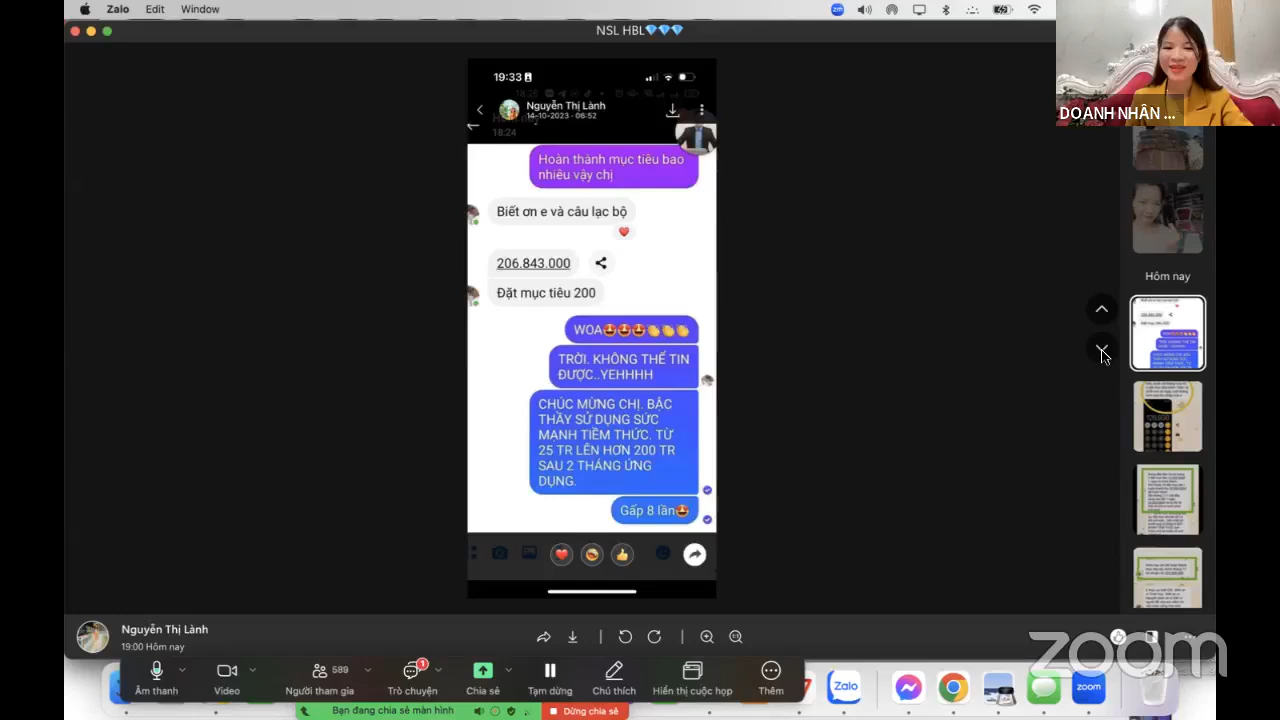 Zalo Edit Window
NSL HBL💎💎💎
DOANH NHÂN ...
19:33
Nguyễn Thị Lành
14-10-2023 - 06:52
18:24
Hoàn thành mục tiêu bao
nhiêu vậy chị
Biết ơn e và câu lạc bộ
206.843.000
Đặt mục tiêu 200
WOA🤩🤩🤩👏👏👏
TRỜI. KHÔNG THỂ TIN
ĐƯỢC..YEHHHH
CHÚC MỪNG CHỊ. BẬC
THẦY SỬ DỤNG SỨC
MẠNH TIỀM THỨC. TỪ
25 TR LÊN HƠN 200 TR
SAU 2 THÁNG ỨNG
DỤNG.
Gấp 8 lần🤩
Hôm nay
Nguyễn Thị Lành
19:00 Hôm nay
zoom
589
1
Âm thanh
Video
Người tham gia
Trò chuyện
Chia sẻ
Tạm dừng
Chú thích
Hiển thị cuộc họp
Thêm
Zalo
zoom
Bạn đang chia sẻ màn hình
Dừng chia sẻ